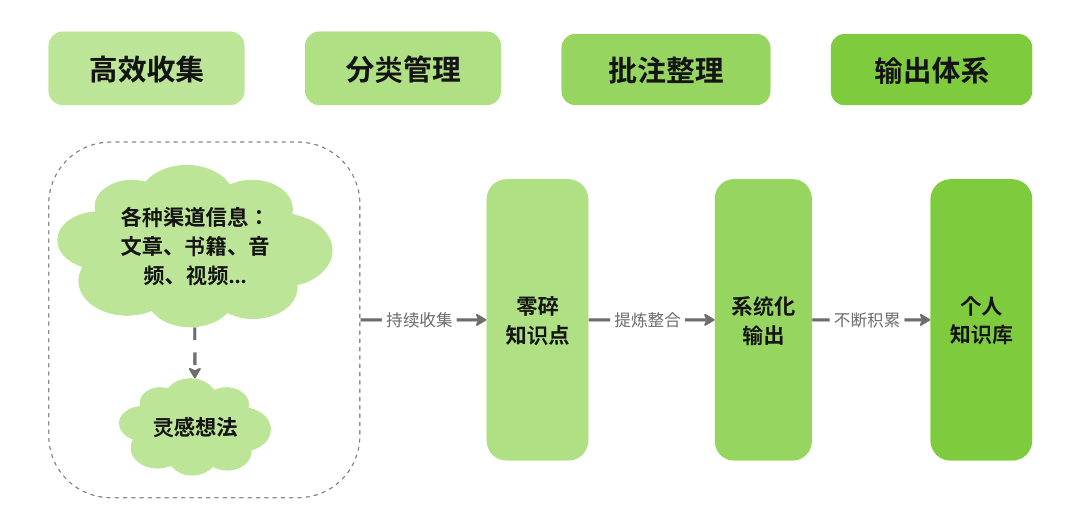 高效收集
分类管理
批注整理
输出体系
各种渠道信息：
文章、书籍、音
频、视频...
灵感想法
持续收集
零碎
知识点
提炼整合
系统化
输出
不断积累
个人
知识库